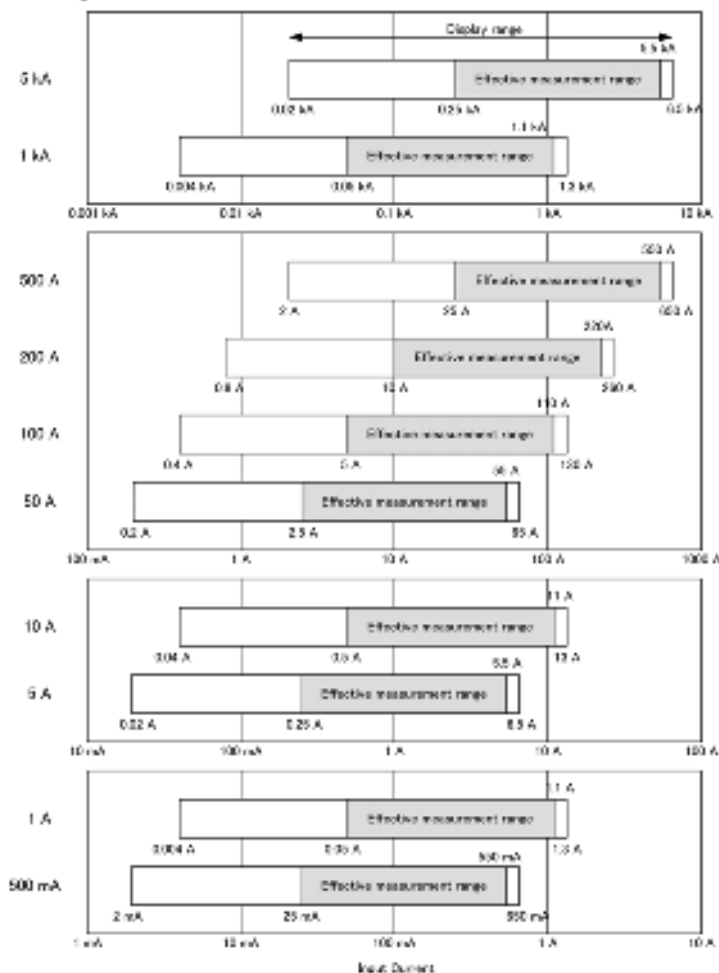 Display range
5.5 kA
5 kA
Effective measurement range
0.02 kA
0.25 kA
6.5 kA
1.1 kA
1 kA
Effective measurement range
0.004 kA
0.05 kA
1.3 kA
0.001 kA
0.01 kA
0.1 kA
1 kA
10 kA
550 A
500 A
Effective measurement range
2 A
25 A
650 A
220A
200 A
Effective measurement range
0.8 A
10 A
260 A
110 A
100 A
Effective measurement range
0.4 A
5 A
130 A
55 A
50 A
Effective measurement range
0.2 A
2.5 A
65 A
100 mA
1 A
10 A
100 A
1000 A
11 A
10 A
Effective measurement range
0.04 A
0.5 A
13 A
5.5 A
5 A
Effective measurement range
0.02 A
0.25 A
6.5 A
10 mA
100 mA
1 A
10 A
100 A
1.1 A
1 A
Effective measurement range
0.004 A
0.05 A
1.3 A
550 mA
500 mA
Effective measurement range
2 mA
25 mA
650 mA
1 mA
10 mA
100 mA
1 A
10 A
Input Current